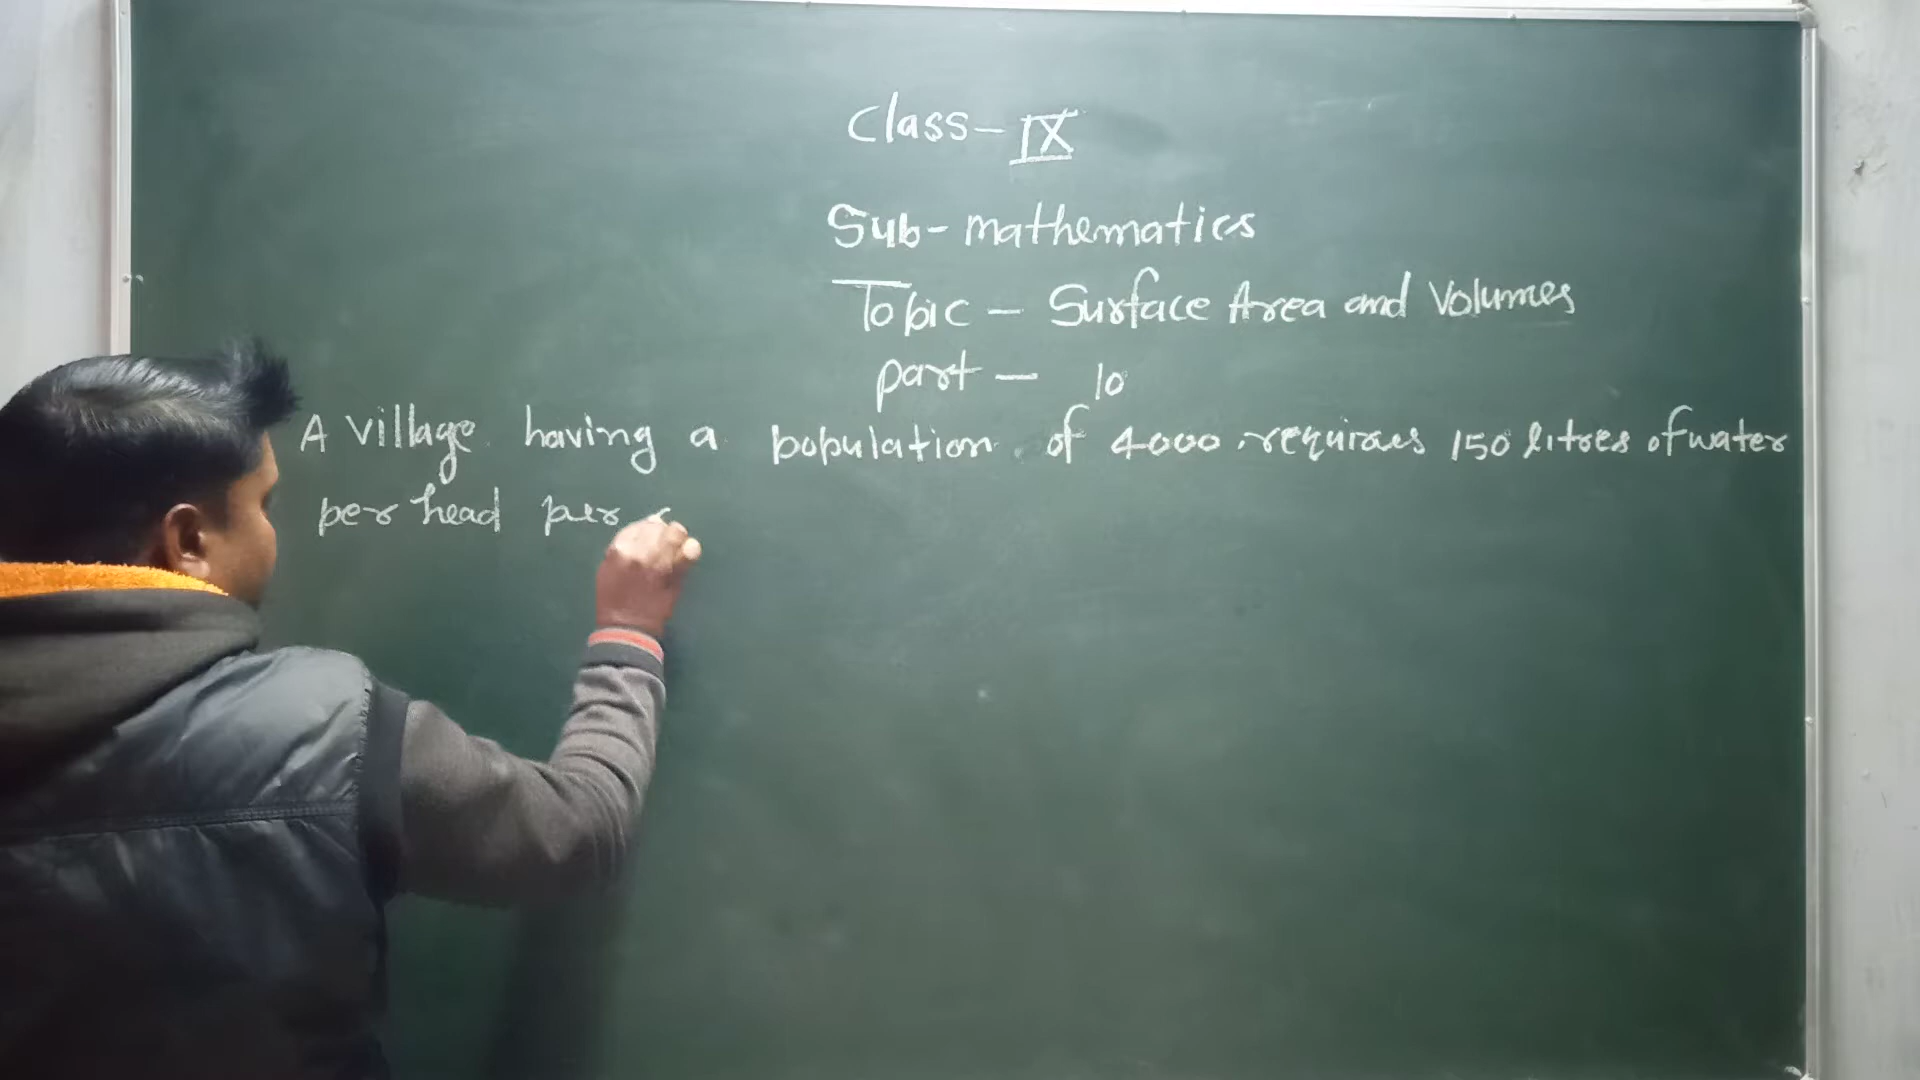 Class - IX
Sub - mathematics
Topic - Surface Area and Volumes
part - 10
A village having a population of 4000 requires 150 litres of water
per head per